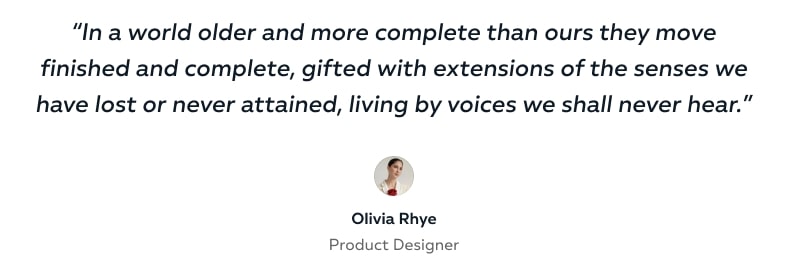 “In a world older and more complete than ours they move
finished and complete, gifted with extensions of the senses we
have lost or never attained, living by voices we shall never hear.”
Olivia Rhye
Product Designer